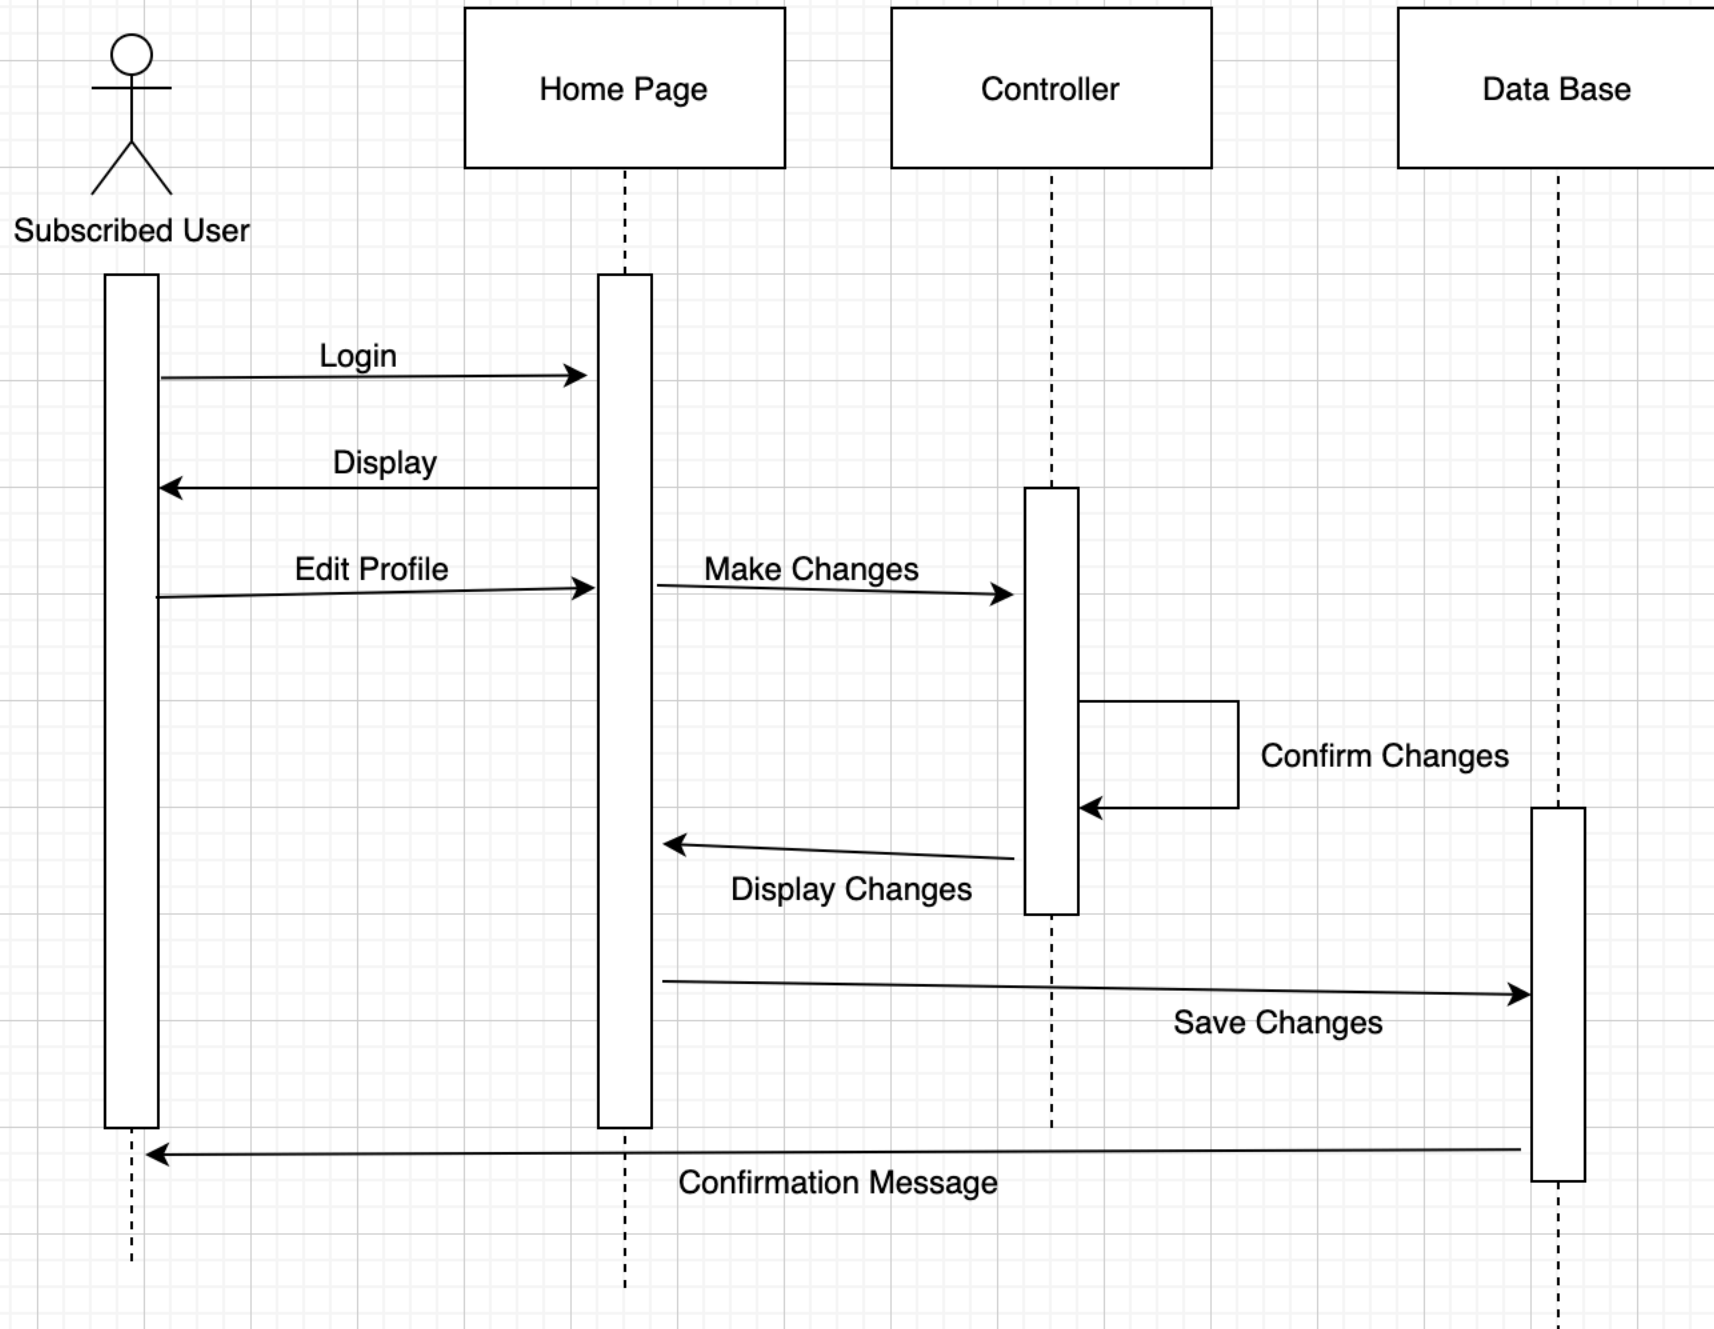 Home Page
Controller
Data Base
Subscribed User
Login
Display
Edit Profile
Make Changes
Confirm Changes
Display Changes
Save Changes
Confirmation Message